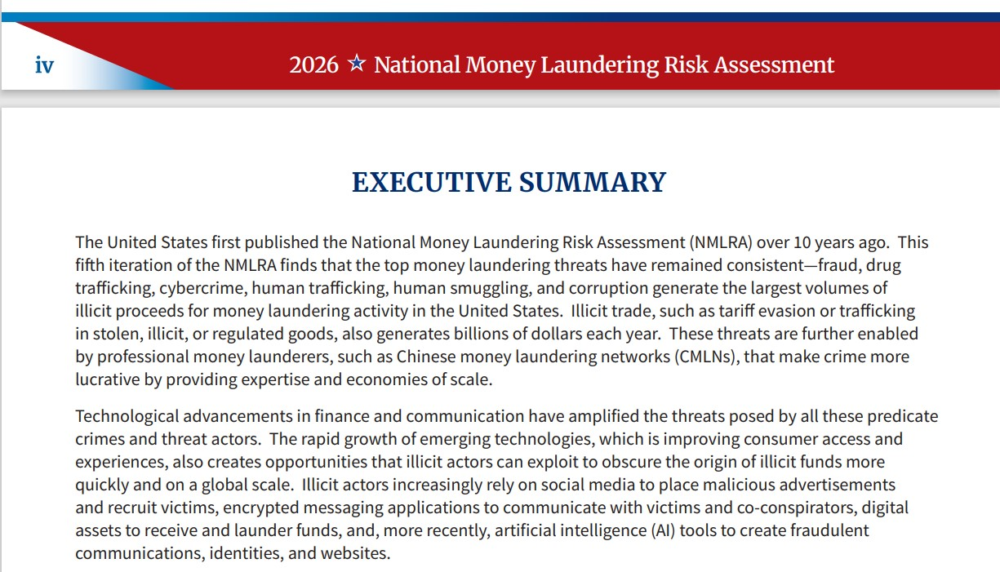 iv
2026 ☆ National Money Laundering Risk Assessment
EXECUTIVE SUMMARY
The United States first published the National Money Laundering Risk Assessment (NMLRA) over 10 years ago.  This
fifth iteration of the NMLRA finds that the top money laundering threats have remained consistent—fraud, drug
trafficking, cybercrime, human trafficking, human smuggling, and corruption generate the largest volumes of
illicit proceeds for money laundering activity in the United States.  Illicit trade, such as tariff evasion or trafficking
in stolen, illicit, or regulated goods, also generates billions of dollars each year.  These threats are further enabled
by professional money launderers, such as Chinese money laundering networks (CMLNs), that make crime more
lucrative by providing expertise and economies of scale.
Technological advancements in finance and communication have amplified the threats posed by all these predicate
crimes and threat actors.  The rapid growth of emerging technologies, which is improving consumer access and
experiences, also creates opportunities that illicit actors can exploit to obscure the origin of illicit funds more
quickly and on a global scale.  Illicit actors increasingly rely on social media to place malicious advertisements
and recruit victims, encrypted messaging applications to communicate with victims and co-conspirators, digital
assets to receive and launder funds, and, more recently, artificial intelligence (AI) tools to create fraudulent
communications, identities, and websites.